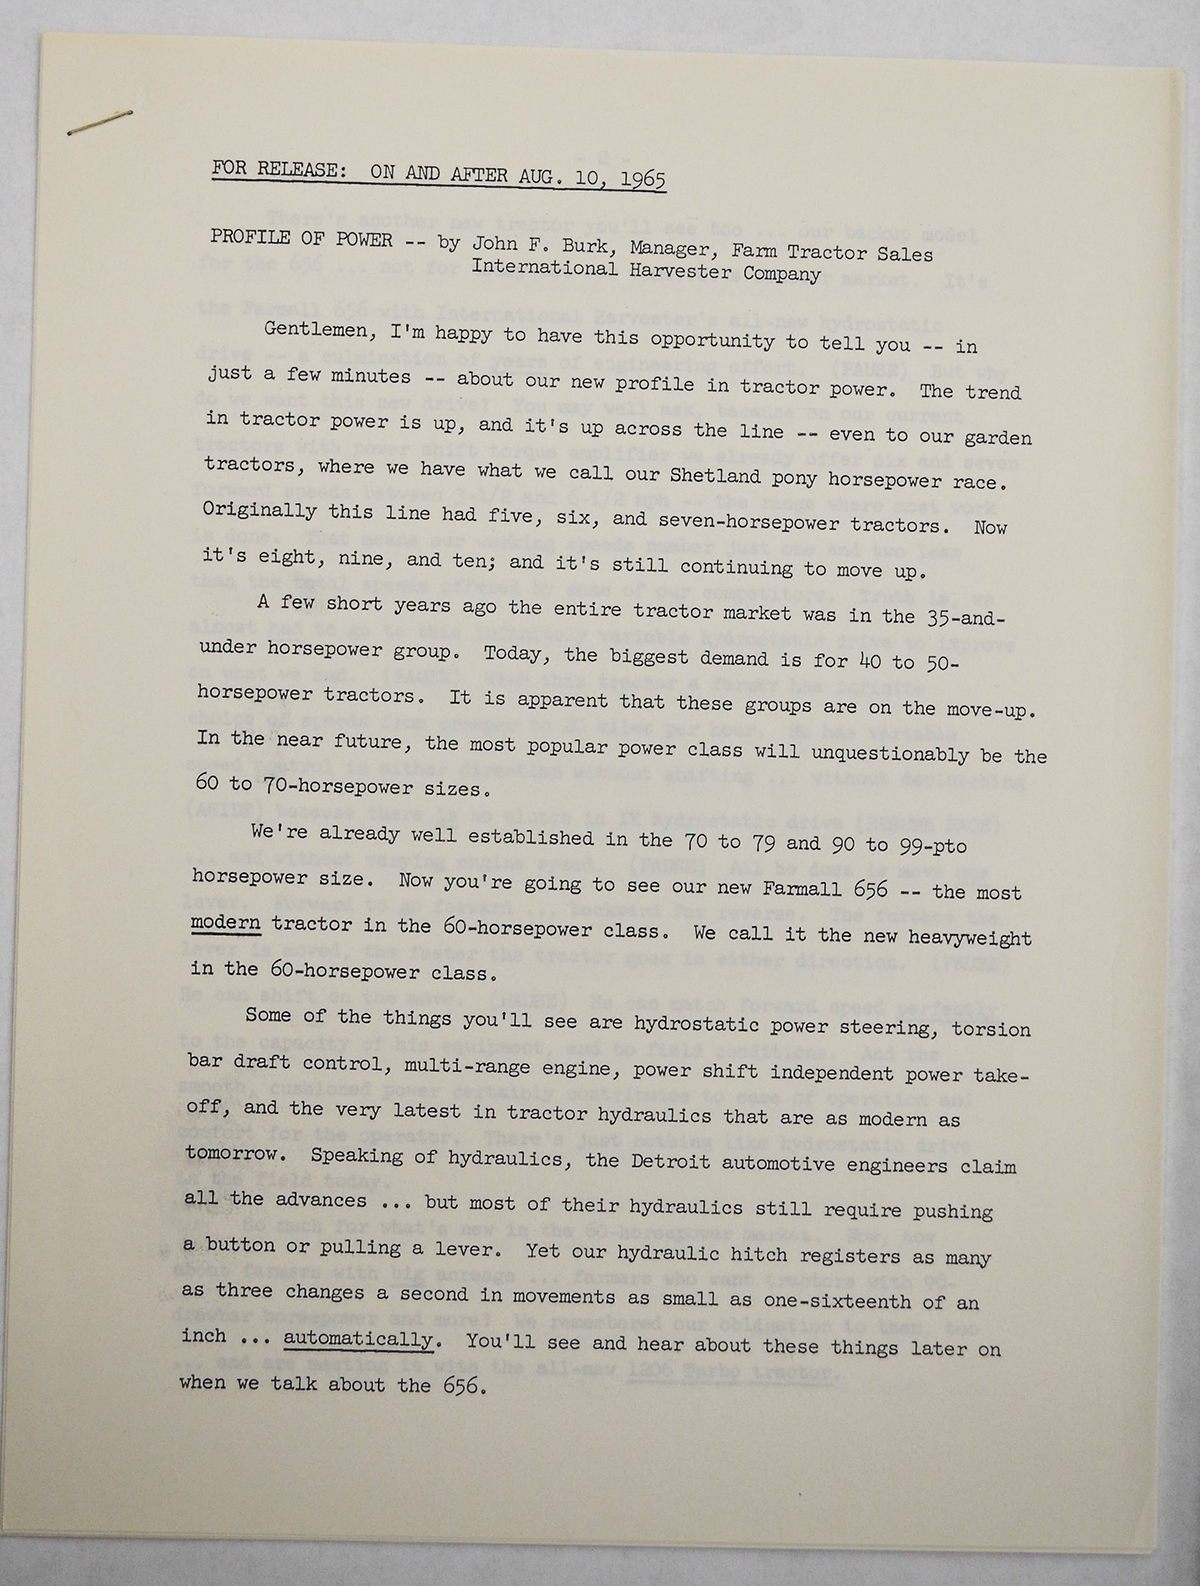 FOR RELEASE: ON AND AFTER AUG. 10, 1965
PROFILE OF POWER -- by John F. Burk, Manager, Farm Tractor Sales
International Harvester Company
Gentlemen, I'm happy to have this opportunity to tell you -- in
just a few minutes -- about our new profile in tractor power. The trend
in tractor power is up, and it's up across the line -- even to our garden
tractors, where we have what we call our Shetland pony horsepower race.
Originally this line had five, six, and seven-horsepower tractors. Now
it's eight, nine, and ten; and it's still continuing to move up.
A few short years ago the entire tractor market was in the 35-and-
under horsepower group. Today, the biggest demand is for 40 to 50-
horsepower tractors. It is apparent that these groups are on the move-up.
In the near future, the most popular power class will unquestionably be the
60 to 70-horsepower sizes.
We're already well established in the 70 to 79 and 90 to 99-pto
horsepower size. Now you're going to see our new Farmall 656 -- the most
modern tractor in the 60-horsepower class. We call it the new heavyweight
in the 60-horsepower class.
Some of the things you'll see are hydrostatic power steering, torsion
bar draft control, multi-range engine, power shift independent power take-
off, and the very latest in tractor hydraulics that are as modern as
tomorrow. Speaking of hydraulics, the Detroit automotive engineers claim
all the advances ... but most of their hydraulics still require pushing
a button or pulling a lever. Yet our hydraulic hitch registers as many
as three changes a second in movements as small as one-sixteenth of an
inch ... automatically. You'll see and hear about these things later on
when we talk about the 656.